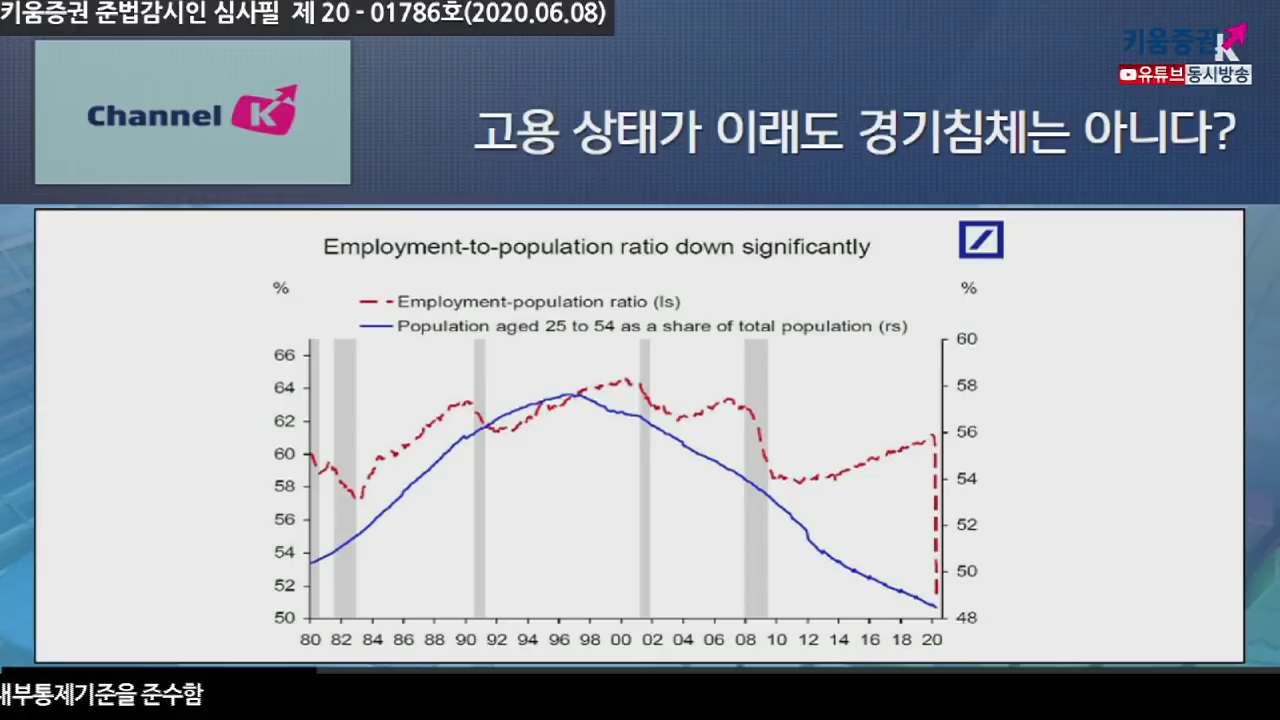 키움증권 준법감시인 심사필 제 20 - 01786호(2020.06.08)
키움증권
유튜브 동시방송
Channel K
고용 상태가 이래도 경기침체는 아니다?
Employment-to-population ratio down significantly
%
%
Employment-population ratio (ls)
Population aged 25 to 54 as a share of total population (rs)
66
64
62
60
58
56
54
52
50
60
58
56
54
52
50
48
80 82 84 86 88 90 92 94 96 98 00 02 04 06 08 10 12 14 16 18 20
내부통제기준을 준수함